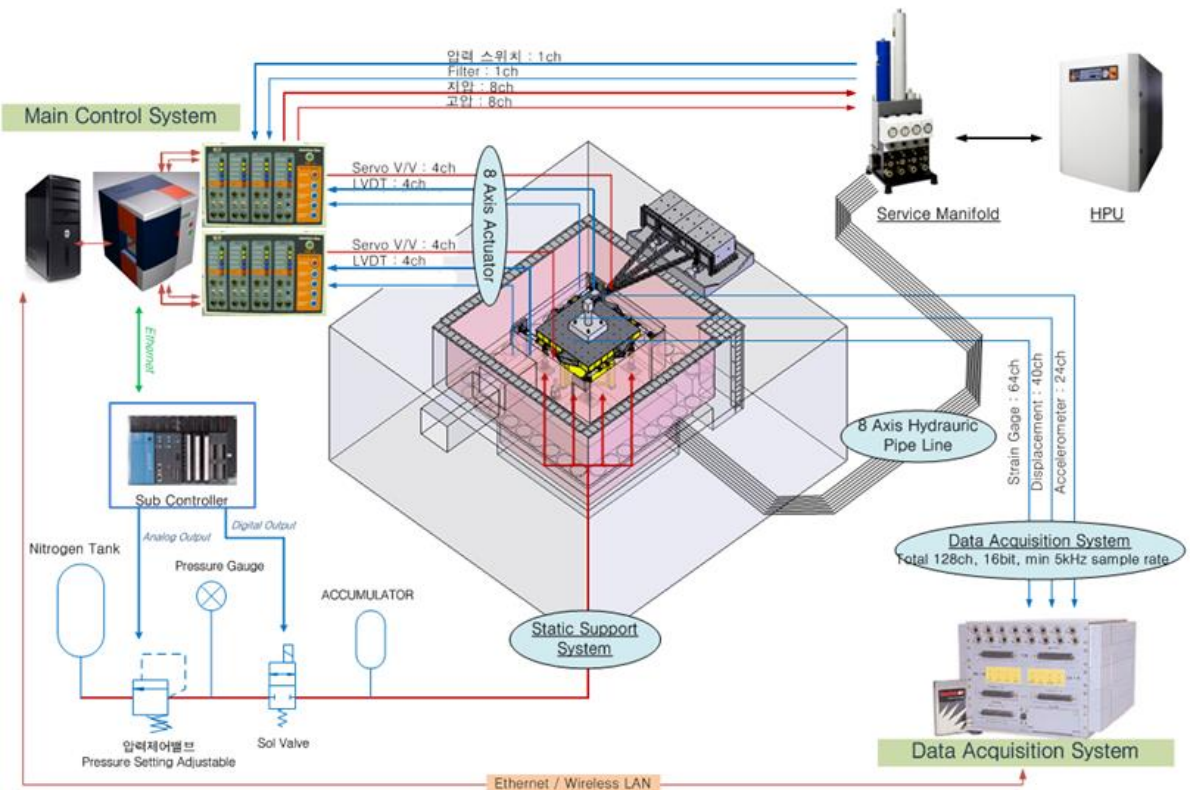 압력 스위치 : 1ch
Filter : 1ch
저압 : 8ch
고압 : 8ch
Main Control System
Servo V/V : 4ch
LVDT : 4ch
Servo V/V : 4ch
LVDT : 4ch
8 Axis Actuator
Service Manifold
HPU
Ethernet
Sub Controller
Analog Output
Digital Output
Nitrogen Tank
Pressure Gauge
ACCUMULATOR
압력제어밸브
Pressure Setting Adjustable
Sol Valve
Static Support
System
8 Axis Hydrauric
Pipe Line
Strain Gage : 64ch
Displacement : 40ch
Accelerometer : 24ch
Data Acquisition System
Total 128ch, 16bit, min 5kHz sample rate
Data Acquisition System
Ethernet / Wireless LAN